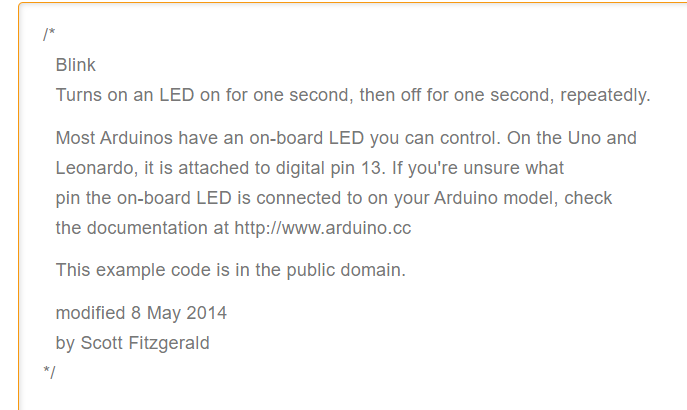 /*
Blink
Turns on an LED on for one second, then off for one second, repeatedly.
Most Arduinos have an on-board LED you can control. On the Uno and
Leonardo, it is attached to digital pin 13. If you're unsure what
pin the on-board LED is connected to on your Arduino model, check
the documentation at http://www.arduino.cc
This example code is in the public domain.
modified 8 May 2014
by Scott Fitzgerald
*/